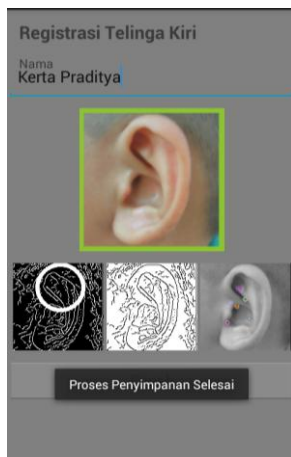 Registrasi Telinga Kiri
Nama
Kerta Praditya
Proses Penyimpanan Selesai